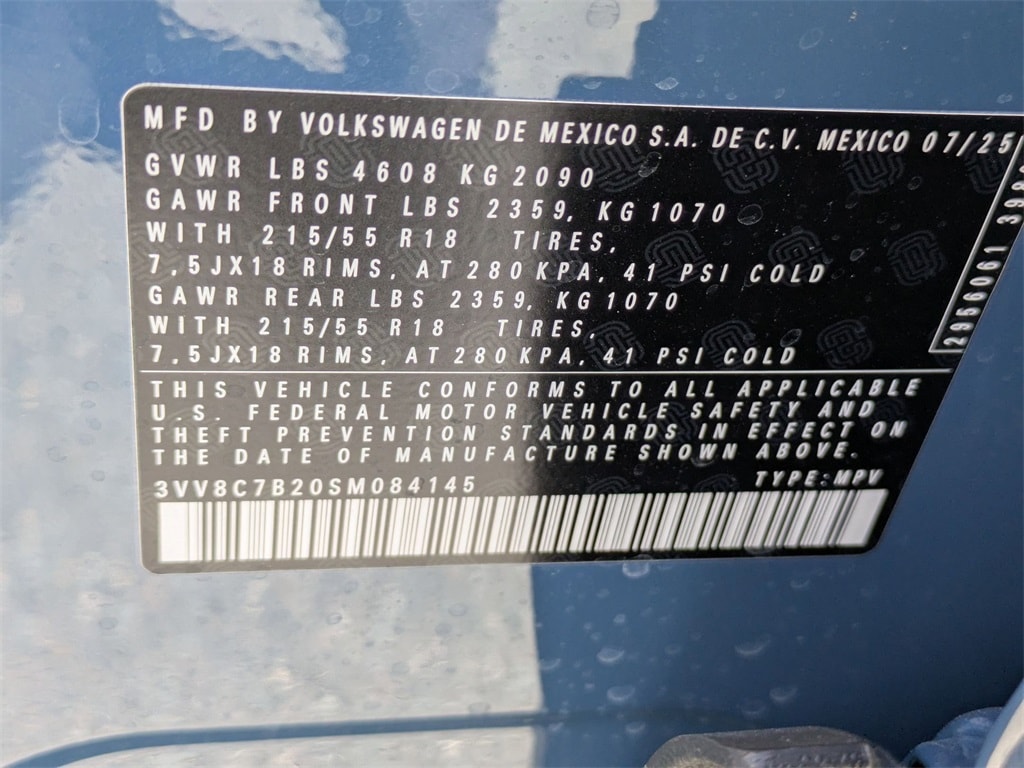 MFD BY VOLKSWAGEN DE MEXICO S.A. DE C.V. MEXICO 07/25
GVWR LBS 4608 KG 2090
GAWR FRONT LBS 2359, KG 1070
WITH 215/55 R18 TIRES,
7,5JX18 RIMS, AT 280 KPA, 41 PSI COLD
GAWR REAR LBS 2359, KG 1070
WITH 215/55 R18 TIRES,
7,5JX18 RIMS, AT 280 KPA, 41 PSI COLD
THIS VEHICLE CONFORMS TO ALL APPLICABLE
U.S. FEDERAL MOTOR VEHICLE SAFETY AND
THEFT PREVENTION STANDARDS IN EFFECT ON
THE DATE OF MANUFACTURE SHOWN ABOVE.
3VV8C7B20SM084145 TYPE: MPV
2956061